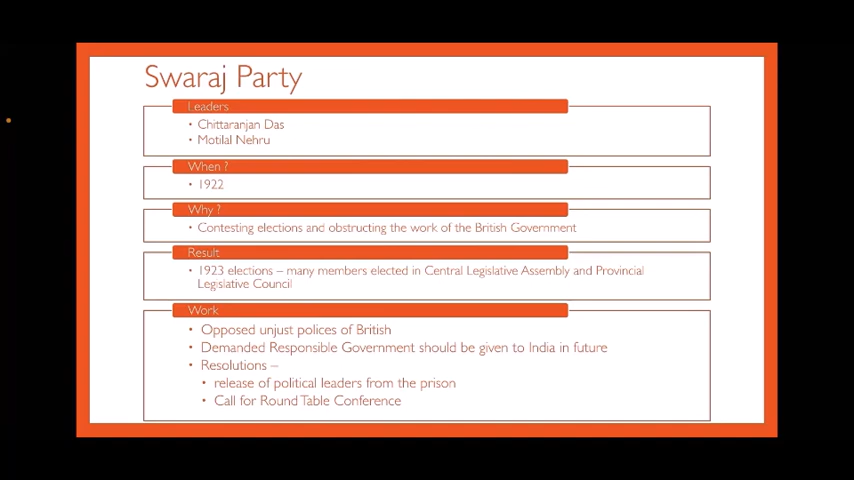 Swaraj Party
Leaders
• Chittaranjan Das
• Motilal Nehru
When ?
• 1922
Why ?
• Contesting elections and obstructing the work of the British Government
Result
• 1923 elections – many members elected in Central Legislative Assembly and Provincial
Legislative Council
Work
• Opposed unjust polices of British
• Demanded Responsible Government should be given to India in future
• Resolutions –
• release of political leaders from the prison
• Call for Round Table Conference